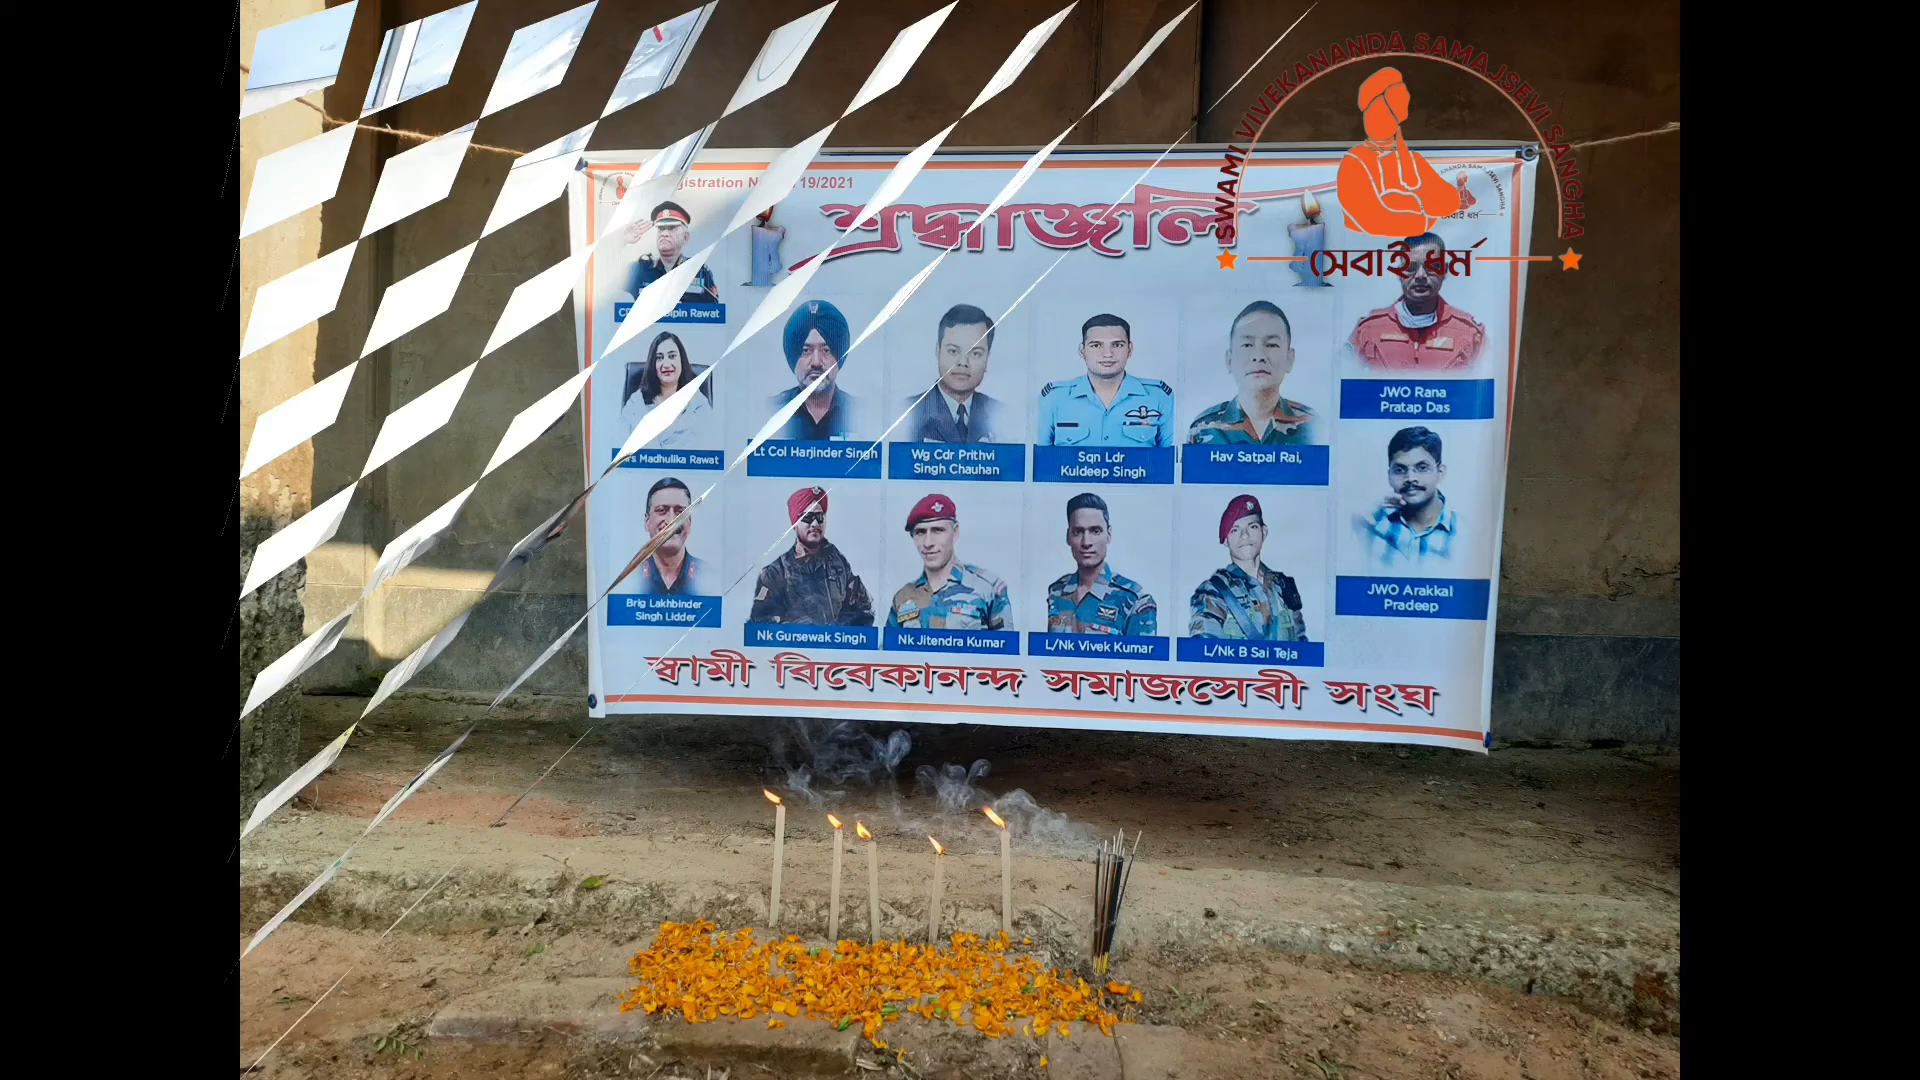 SWAMI VIVEKANANDA SAMAJSEVI SANGHA
সেবাই ধর্ম
19/2021
শ্রদ্ধাঞ্জলি
Bipin Rawat
Madhulika Rawat
Lt Col Harjinder Singh
Wg Cdr Prithvi
Singh Chauhan
Sqn Ldr
Kuldeep Singh
Hav Satpal Rai,
JWO Rana
Pratap Das
Brig Lakhbinder
Singh Lidder
Nk Gursewak Singh
Nk Jitendra Kumar
L/Nk Vivek Kumar
L/Nk B Sai Teja
JWO Arakkal
Pradeep
স্বামী বিবেকানন্দ সমাজসেবী সংঘ